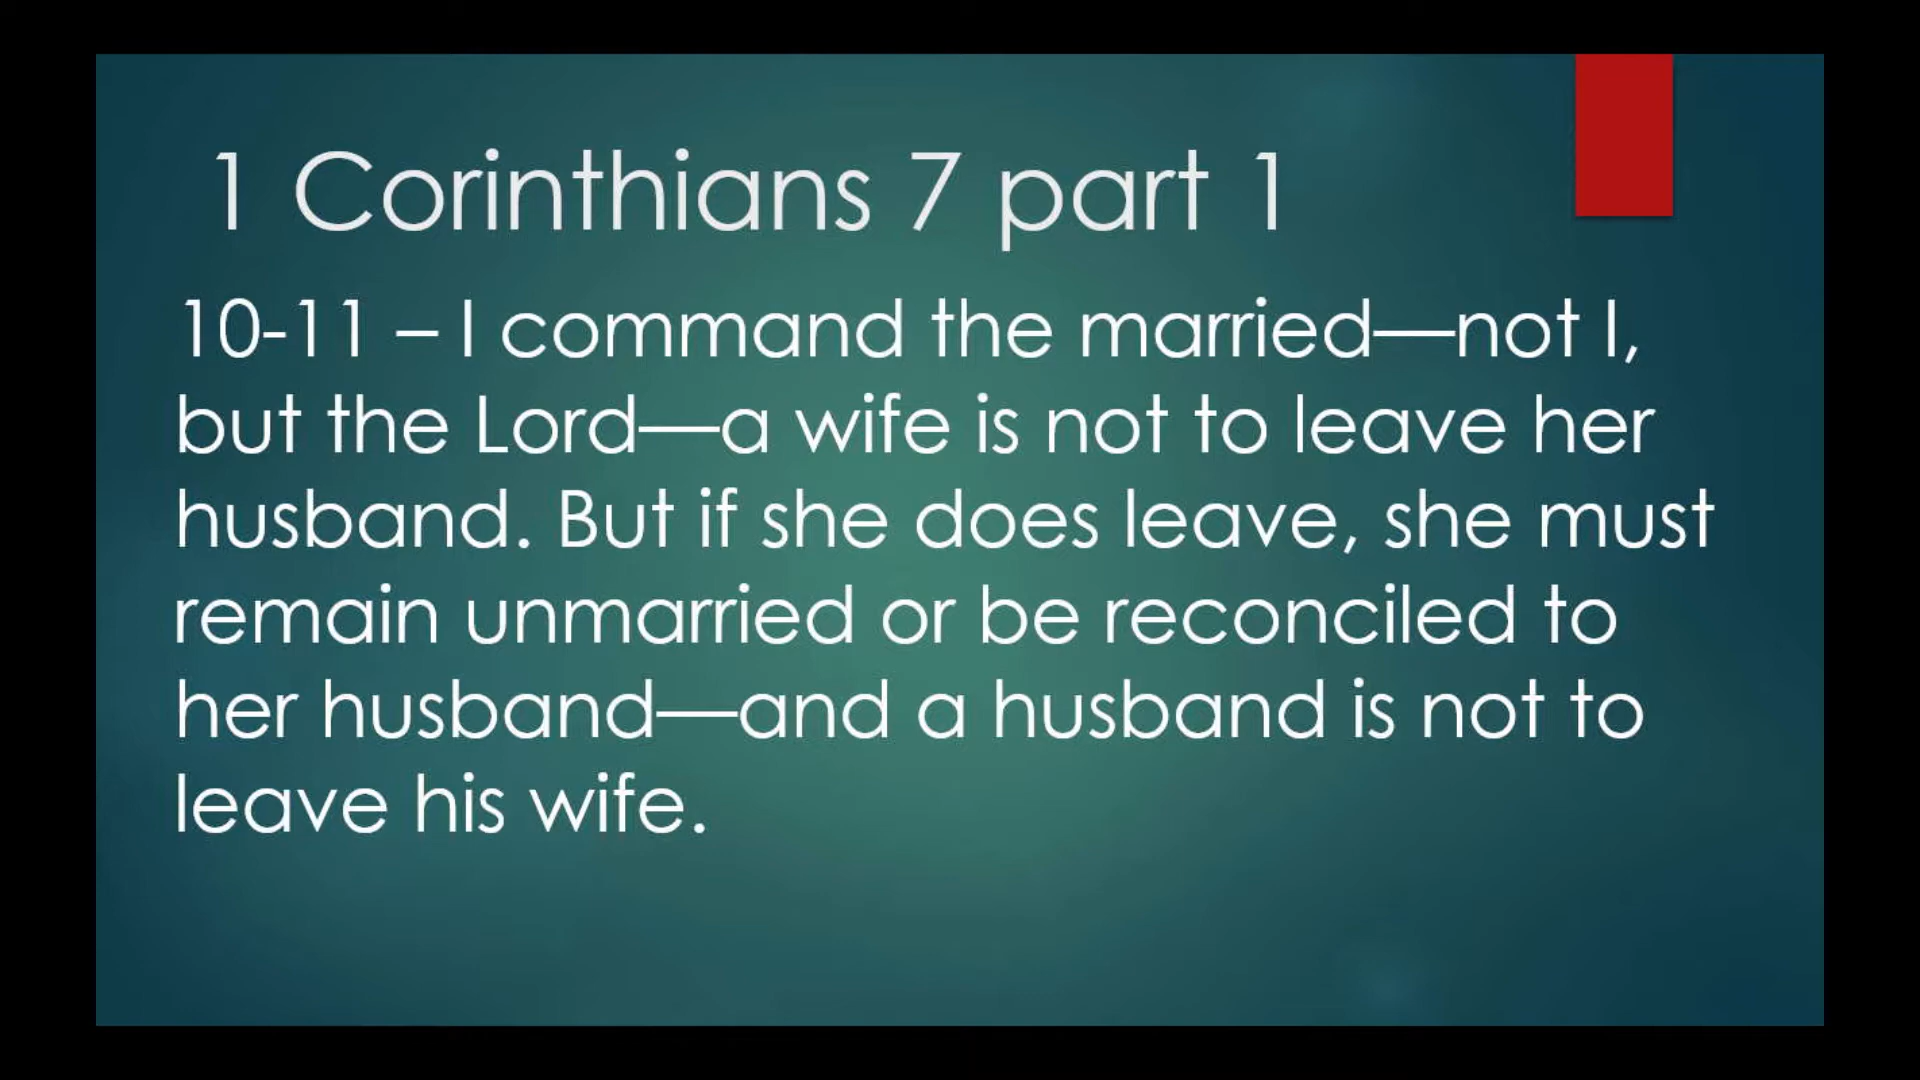 1 Corinthians 7 part 1
10-11 – I command the married—not I,
but the Lord—a wife is not to leave her
husband. But if she does leave, she must
remain unmarried or be reconciled to
her husband—and a husband is not to
leave his wife.